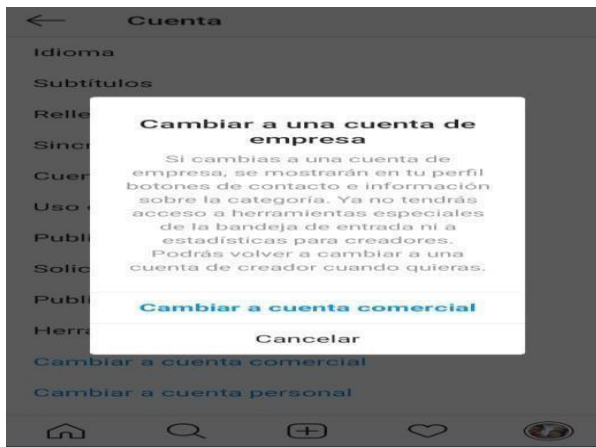 Cuenta
Idioma
Subtítulos
Relle
Sincr
Cuer
Uso
Publi
Solic
Publi
Herra
Cambiar a una cuenta de
empresa
Si cambias a una cuenta de
empresa, se mostrarán en tu perfil
botones de contacto e información
sobre la categoría. Ya no tendrás
acceso a herramientas especiales
de la bandeja de entrada ni a
estadísticas para creadores.
Podrás volver a cambiar a una
cuenta de creador cuando quieras.
Cambiar a cuenta comercial
Cancelar
Cambiar a cuenta comercial
Cambiar a cuenta personal